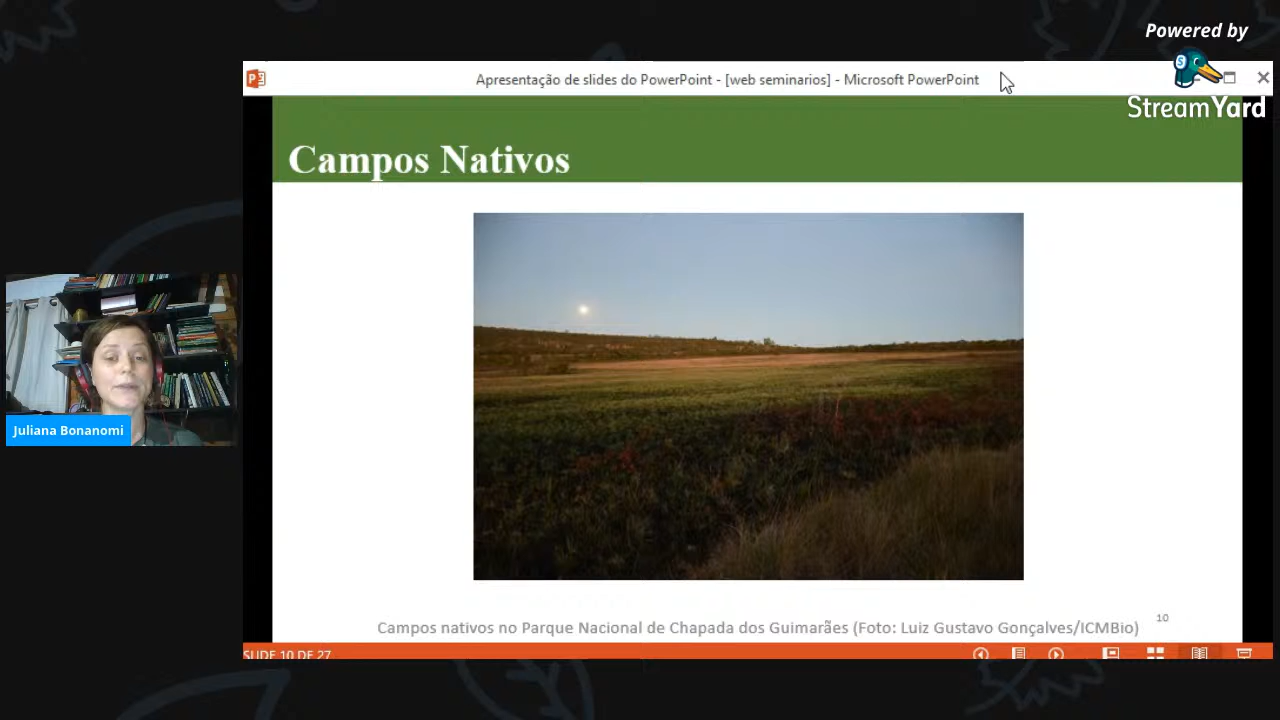 Powered by
StreamYard
Apresentação de slides do PowerPoint - [web seminarios] - Microsoft PowerPoint
Campos Nativos
Juliana Bonanomi
10
Campos nativos no Parque Nacional de Chapada dos Guimarães (Foto: Luiz Gustavo Gonçalves/ICMBio)
SLIDE 10 DE 27